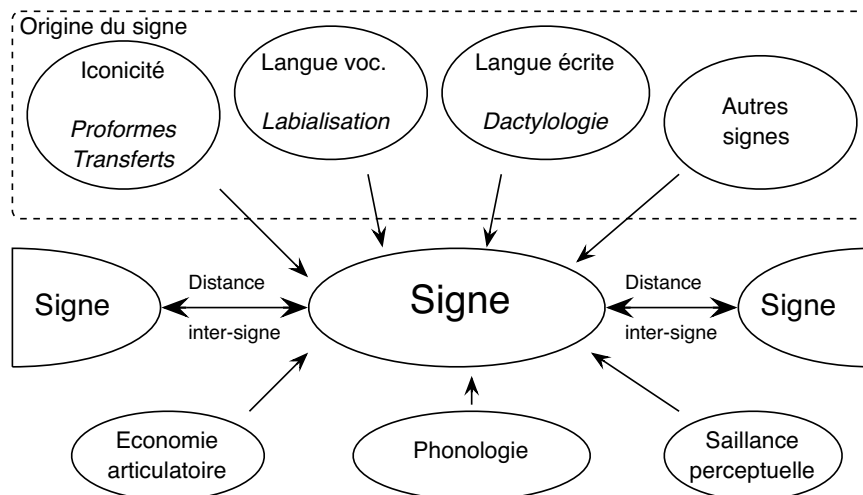 Origine du signe
Iconicité
Proformes
Transferts
Langue voc.
Labialisation
Langue écrite
Dactylologie
Autres
signes
Signe
Distance
inter-signe
Signe
Distance
inter-signe
Signe
Economie
articulatoire
Phonologie
Saillance
perceptuelle